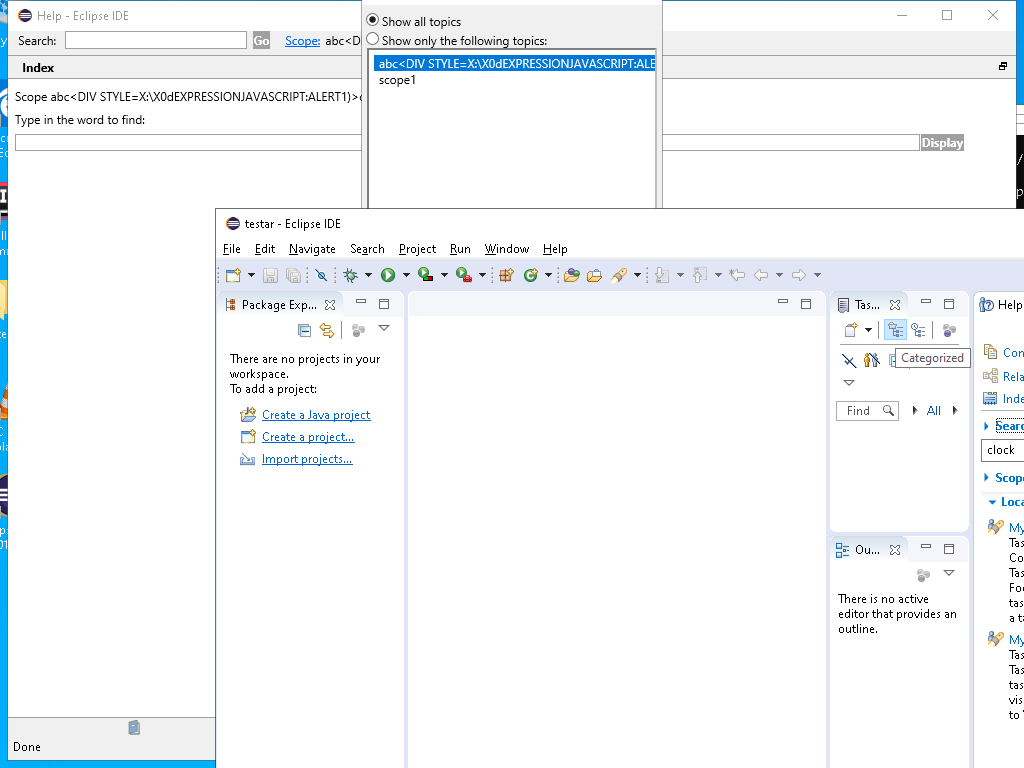 Help - Eclipse IDE
Search:
Go
Scope: abc<D
Index
Scope abc<DIV STYLE=X:\X0dEXPRESSIONJAVASCRIPT:ALERT1)>
Type in the word to find:
Display
Done
Show all topics
Show only the following topics:
abc<DIV STYLE=X:\X0dEXPRESSIONJAVASCRIPT:ALE
scope1
testar - Eclipse IDE
File Edit Navigate Search Project Run Window Help
Package Exp...
There are no projects in your
workspace.
To add a project:
Create a Java project
Create a project...
Import projects...
Tas...
Categorized
Find
All
Ou...
There is no active
editor that provides an
outline.
Help
Con
Rela
Inde
Searc
clock
Scope
Loca
My
Tas
Co
Tas
Foc
tas
a ta
My
Tas
Tas
tas
vis
to '